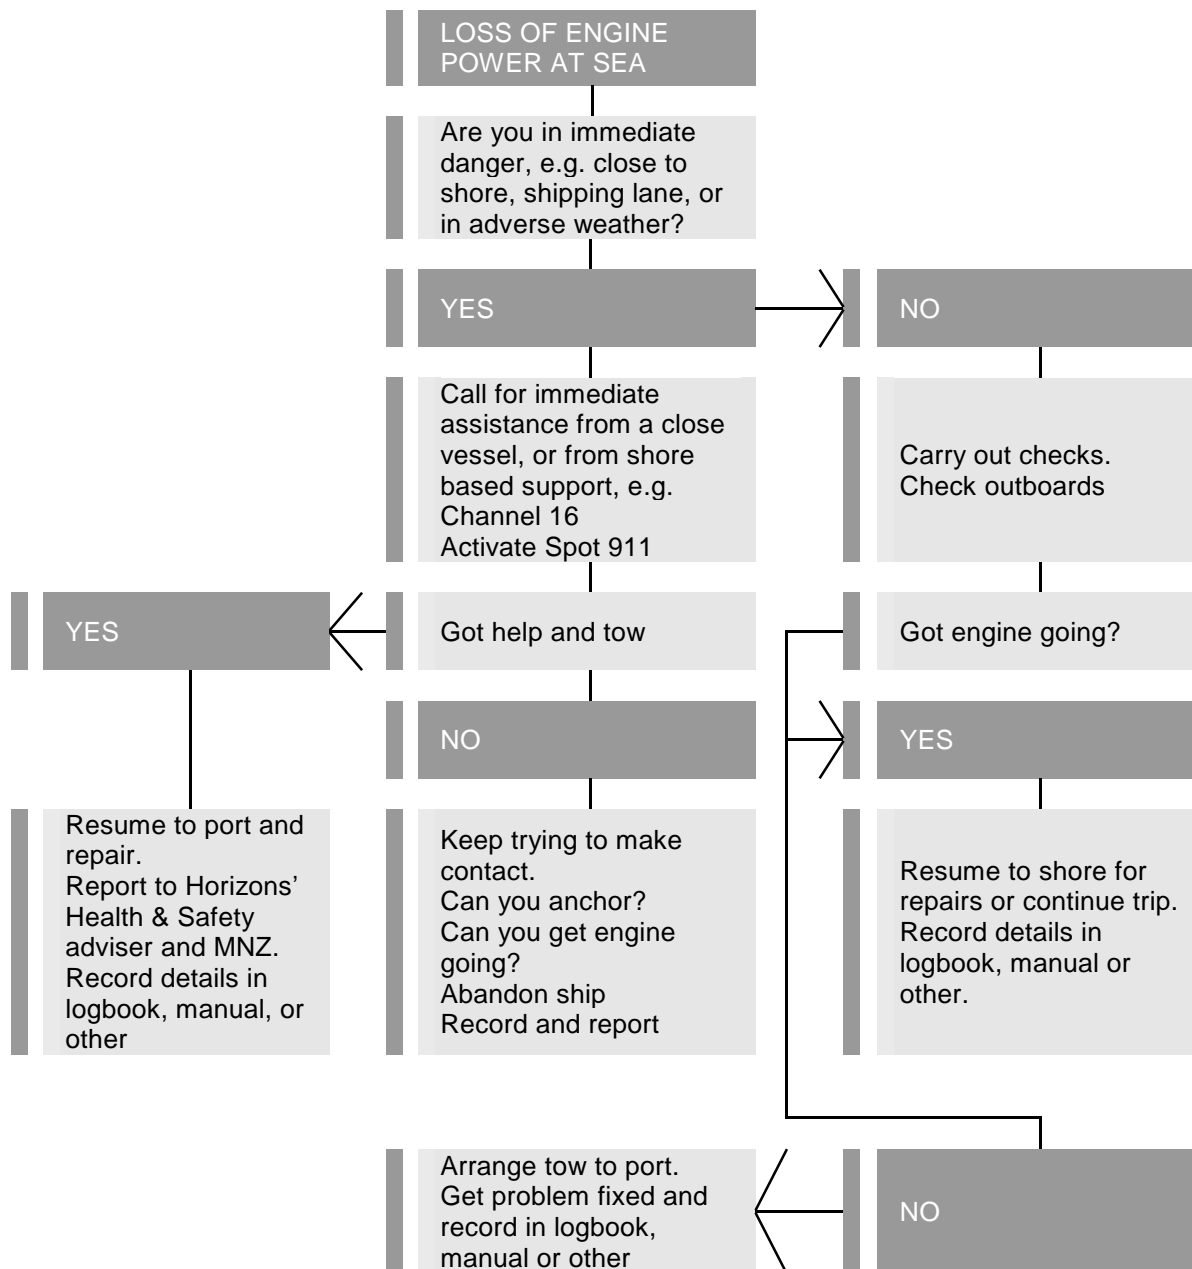 LOSS OF ENGINE
POWER AT SEA
Are you in immediate
danger, e.g. close to
shore, shipping lane, or
in adverse weather?
YES
NO
Call for immediate
assistance from a close
vessel, or from shore
based support, e.g.
Channel 16
Activate Spot 911
Carry out checks.
Check outboards
YES
Got help and tow
Got engine going?
NO
YES
Resume to port and
repair.
Report to Horizons’
Health & Safety
adviser and MNZ.
Record details in
logbook, manual, or
other
Keep trying to make
contact.
Can you anchor?
Can you get engine
going?
Abandon ship
Record and report
Resume to shore for
repairs or continue trip.
Record details in
logbook, manual or
other.
Arrange tow to port.
Get problem fixed and
record in logbook,
manual or other
NO